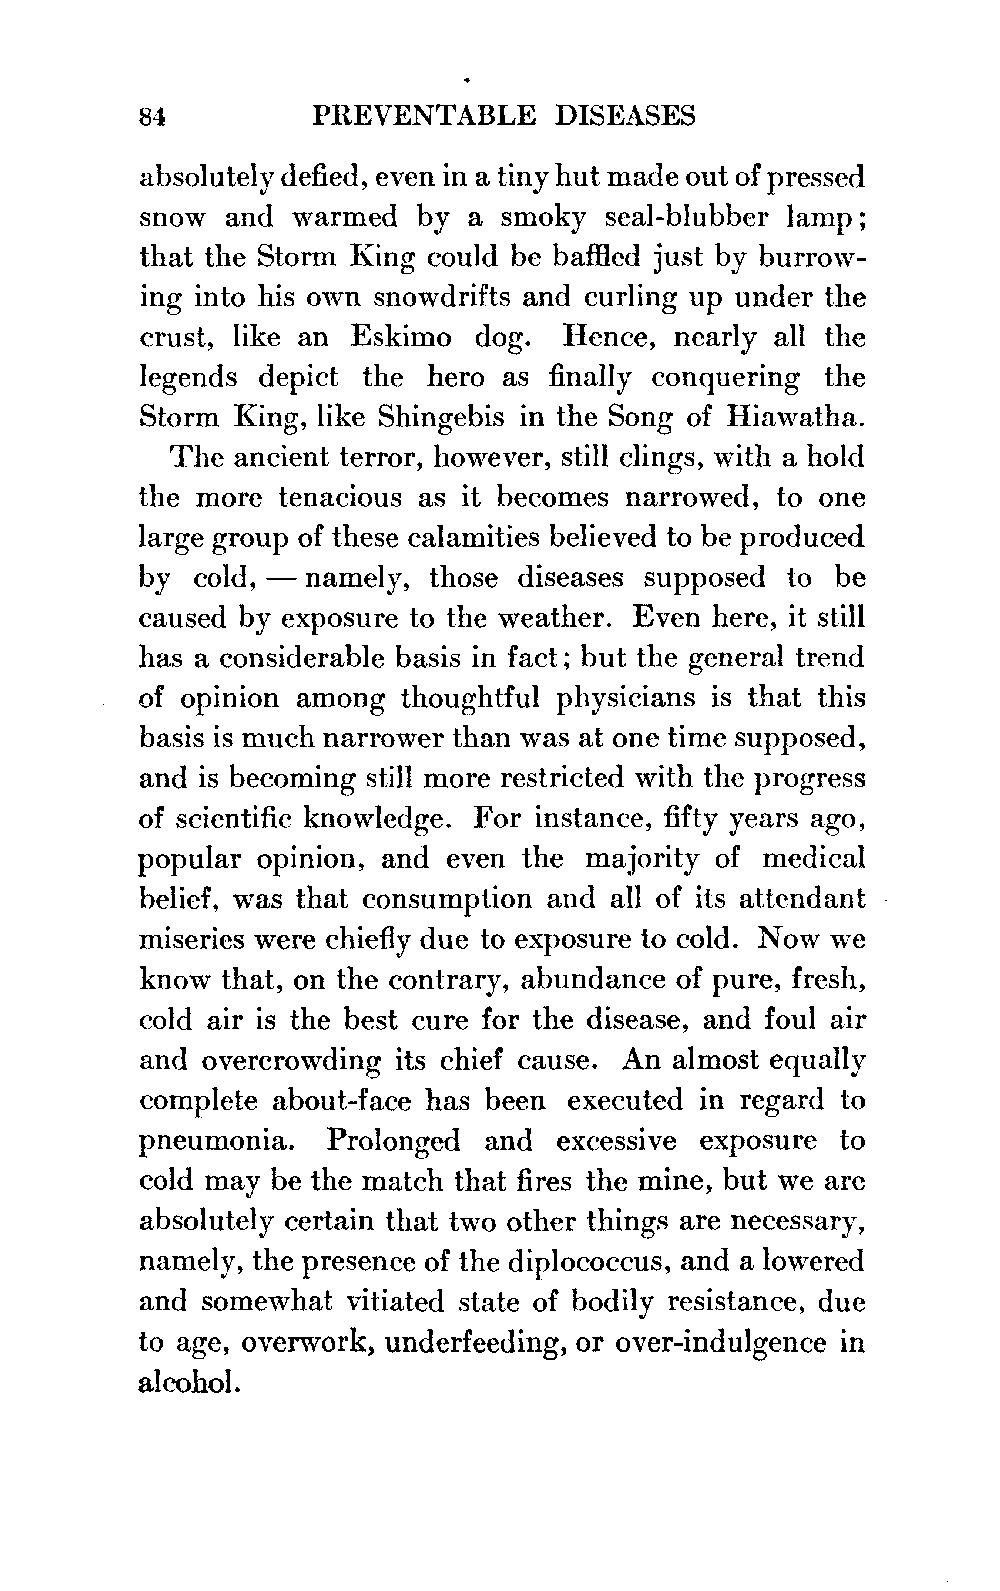 84 PREVENTABLE DISEASES
absolutely defied, even in a tiny hut made out of pressed
snow and warmed by a smoky seal-blubber lamp;
that the Storm King could be baffled just by burrow-
ing into his own snowdrifts and curling up under the
crust, like an Eskimo dog. Hence, nearly all the
legends depict the hero as finally conquering the
Storm King, like Shingebis in the Song of Hiawatha.
The ancient terror, however, still clings, with a hold
the more tenacious as it becomes narrowed, to one
large group of these calamities believed to be produced
by cold, — namely, those diseases supposed to be
caused by exposure to the weather. Even here, it still
has a considerable basis in fact; but the general trend
of opinion among thoughtful physicians is that this
basis is much narrower than was at one time supposed,
and is becoming still more restricted with the progress
of scientific knowledge. For instance, fifty years ago,
popular opinion, and even the majority of medical
belief, was that consumption and all of its attendant
miseries were chiefly due to exposure to cold. Now we
know that, on the contrary, abundance of pure, fresh,
cold air is the best cure for the disease, and foul air
and overcrowding its chief cause. An almost equally
complete about-face has been executed in regard to
pneumonia. Prolonged and excessive exposure to
cold may be the match that fires the mine, but we are
absolutely certain that two other things are necessary,
namely, the presence of the diplococcus, and a lowered
and somewhat vitiated state of bodily resistance, due
to age, overwork, underfeeding, or over-indulgence in
alcohol.